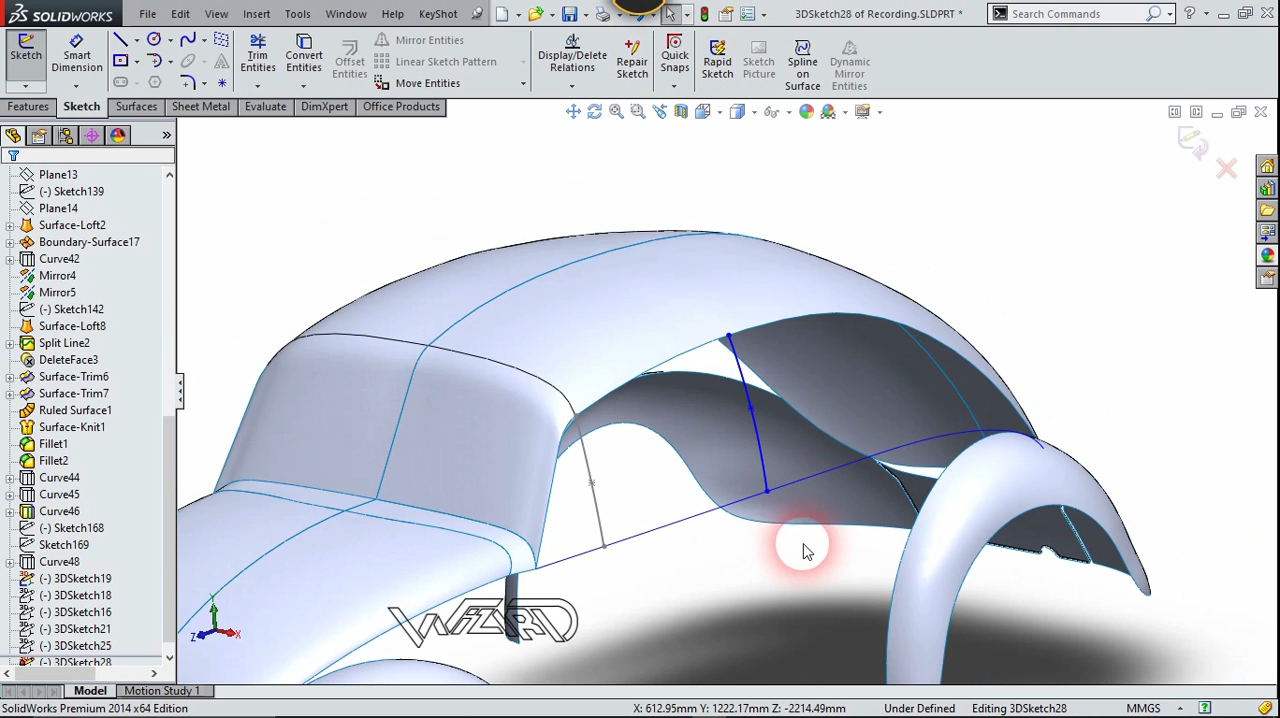 SOLIDWORKS
File Edit View Insert Tools Window Help KeyShot
3DSketch28 of Recording.SLDPRT *
Search Commands
Sketch
Smart Dimension
Trim Entities
Convert Entities
Offset Entities
Mirror Entities
Linear Sketch Pattern
Move Entities
Display/Delete Relations
Repair Sketch
Quick Snaps
Rapid Sketch
Sketch Picture
Spline on Surface
Dynamic Mirror Entities
Features Sketch Surfaces Sheet Metal Evaluate DimXpert Office Products
Plane13
(-) Sketch139
Plane14
Surface-Loft2
Boundary-Surface17
Curve42
Mirror4
Mirror5
(-) Sketch142
Surface-Loft8
Split Line2
DeleteFace3
Surface-Trim6
Surface-Trim7
Ruled Surface1
Surface-Knit1
Fillet1
Fillet2
Curve44
Curve45
Curve46
(-) Sketch168
Sketch169
Curve48
(-) 3DSketch19
(-) 3DSketch18
(-) 3DSketch16
(-) 3DSketch21
(-) 3DSketch25
(-) 3DSketch28
Y
Z X
WIZARD
Model Motion Study 1
SolidWorks Premium 2014 x64 Edition X: 612.95mm Y: 1222.17mm Z: -2214.49mm Under Defined Editing 3DSketch28 MMGS